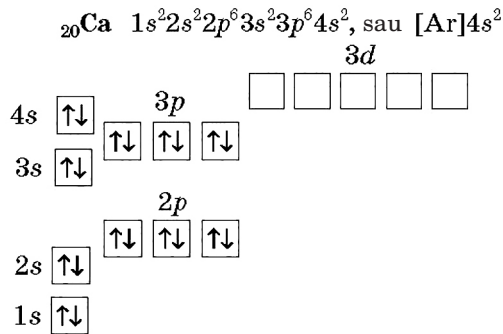 ₂₀Ca 1s²2s²2p⁶3s²3p⁶4s², sau [Ar]4s²
3d
4s ↑↓ 3p
↑↓ ↑↓ ↑↓
3s ↑↓
2p
↑↓ ↑↓ ↑↓
2s ↑↓
1s ↑↓